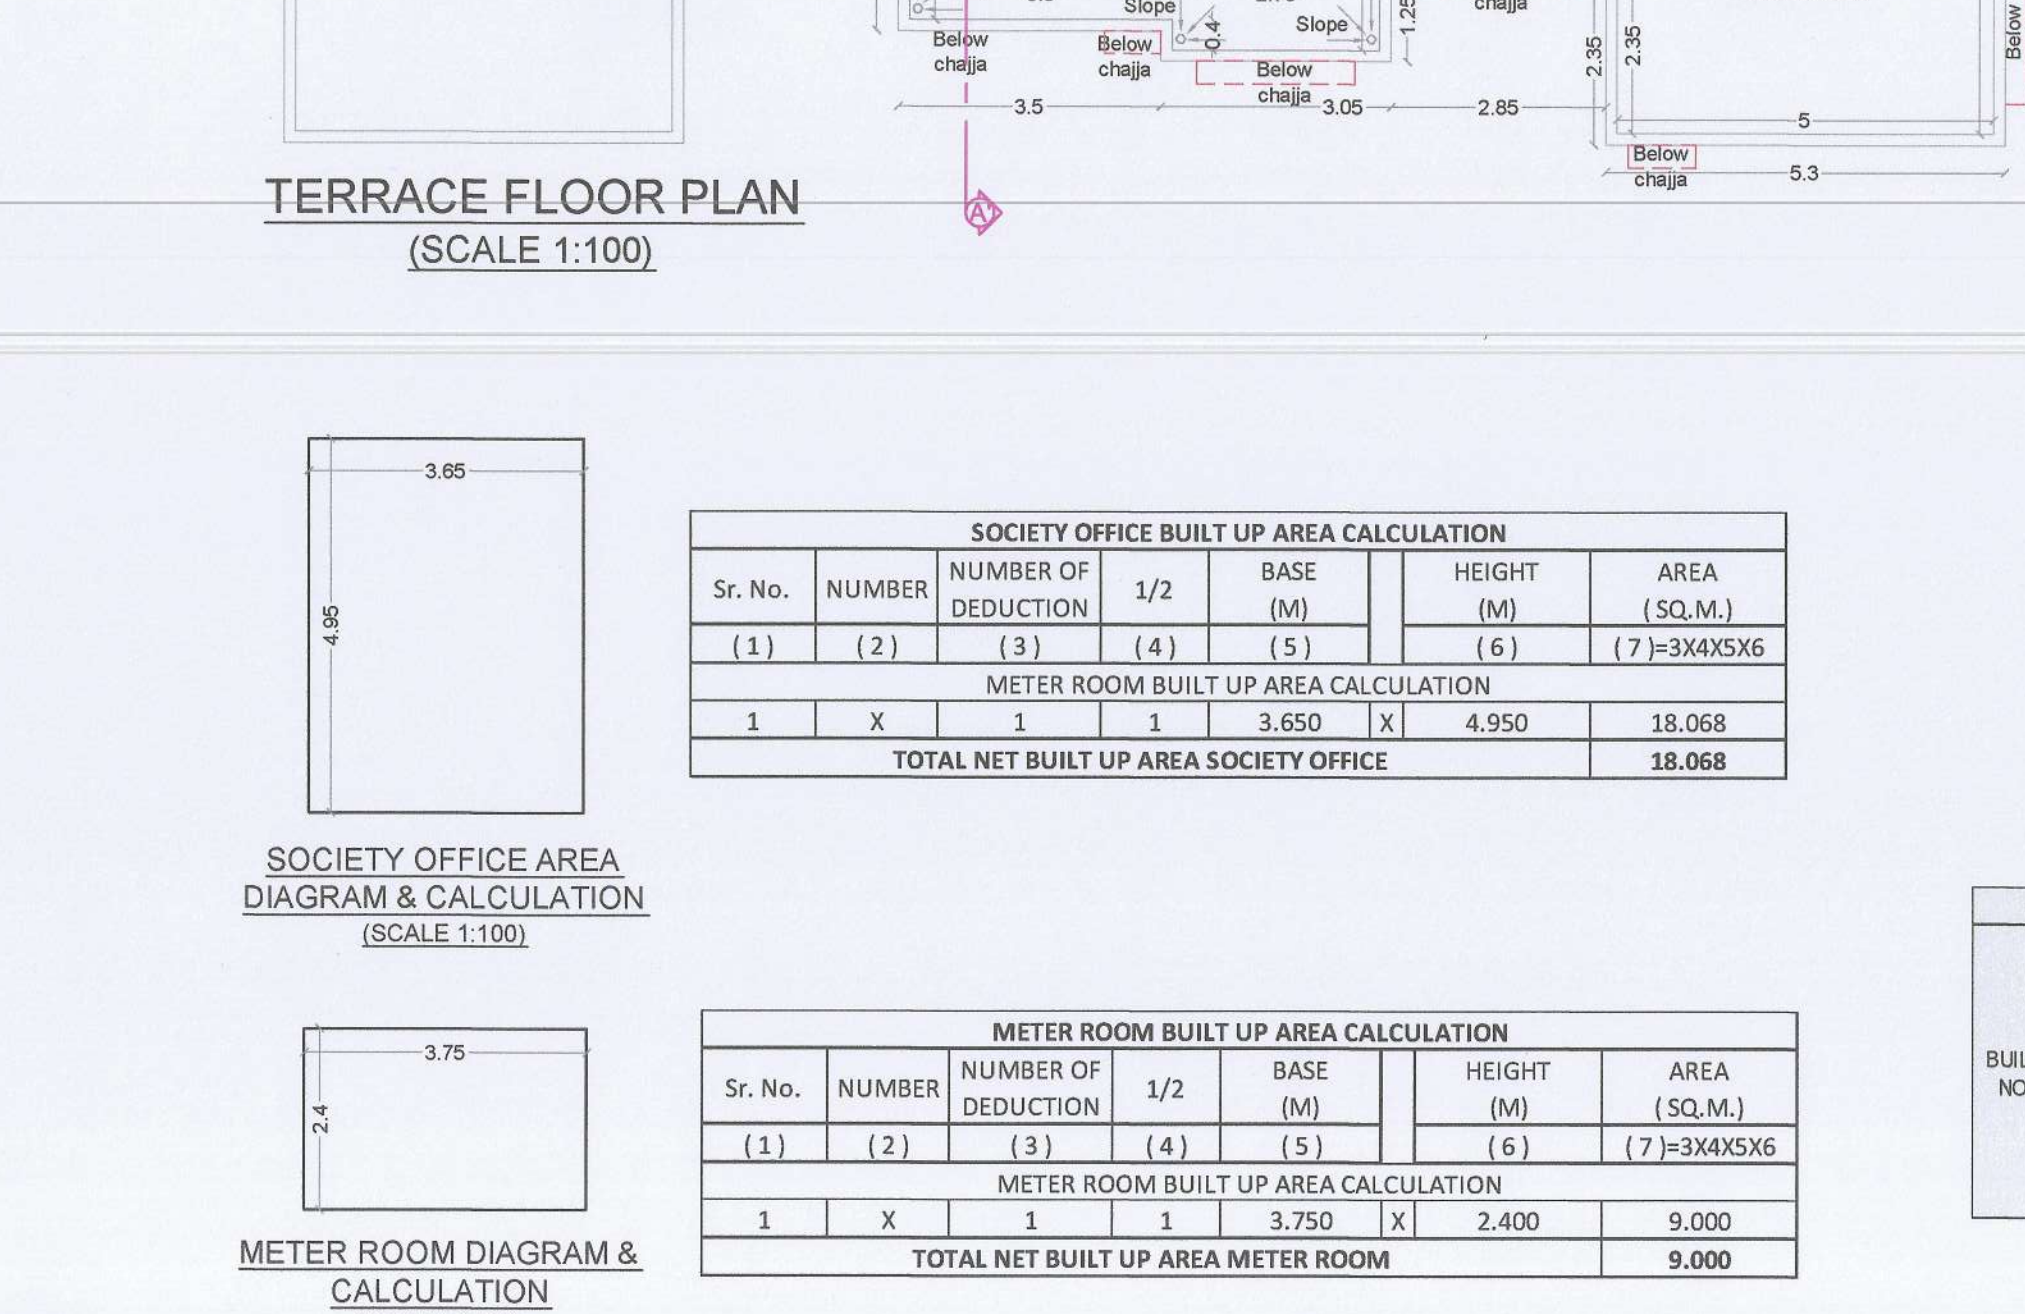 Slope
Slope
0.4
1.25
chajja
Below
chajja
Below
chajja
Below
chajja
2.35
2.35
Below
3.5
3.05
2.85
5
Below
chajja
5.3
TERRACE FLOOR PLAN
(SCALE 1:100)
A'
3.65
4.95
SOCIETY OFFICE AREA
DIAGRAM & CALCULATION
(SCALE 1:100)
SOCIETY OFFICE BUILT UP AREA CALCULATION
Sr. No. NUMBER NUMBER OF DEDUCTION 1/2 BASE (M) HEIGHT (M) AREA ( SQ.M.)
( 1 ) ( 2 ) ( 3 ) ( 4 ) ( 5 ) ( 6 ) ( 7 )=3X4X5X6
METER ROOM BUILT UP AREA CALCULATION
1 X 1 1 3.650 X 4.950 18.068
TOTAL NET BUILT UP AREA SOCIETY OFFICE 18.068
3.75
2.4
METER ROOM DIAGRAM &
CALCULATION
METER ROOM BUILT UP AREA CALCULATION
Sr. No. NUMBER NUMBER OF DEDUCTION 1/2 BASE (M) HEIGHT (M) AREA ( SQ.M.)
( 1 ) ( 2 ) ( 3 ) ( 4 ) ( 5 ) ( 6 ) ( 7 )=3X4X5X6
METER ROOM BUILT UP AREA CALCULATION
1 X 1 1 3.750 X 2.400 9.000
TOTAL NET BUILT UP AREA METER ROOM 9.000
BUIL
NO